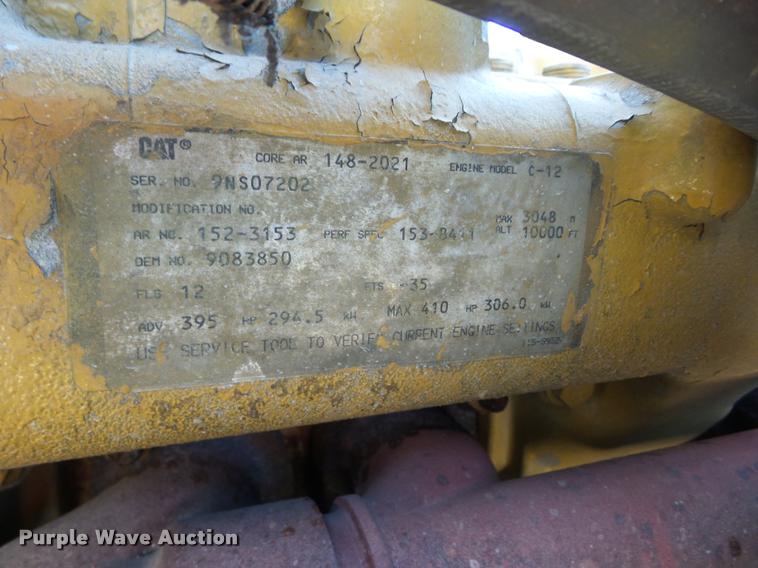 CAT® CORE AR 148-2021 ENGINE MODEL C-12
SER. NO. 9NS07202
MODIFICATION NO. MAX 3048 M
AR NO. 152-3153 PERF SPEC ALT 10000 FT
OEM NO. 9083850
FLS 12 FTS -35
ADV 395 HP 294.5 kW MAX 410 HP 306.0 kW
USE SERVICE TOOL TO VERIFY CURRENT ENGINE SETTINGS
Purple Wave Auction